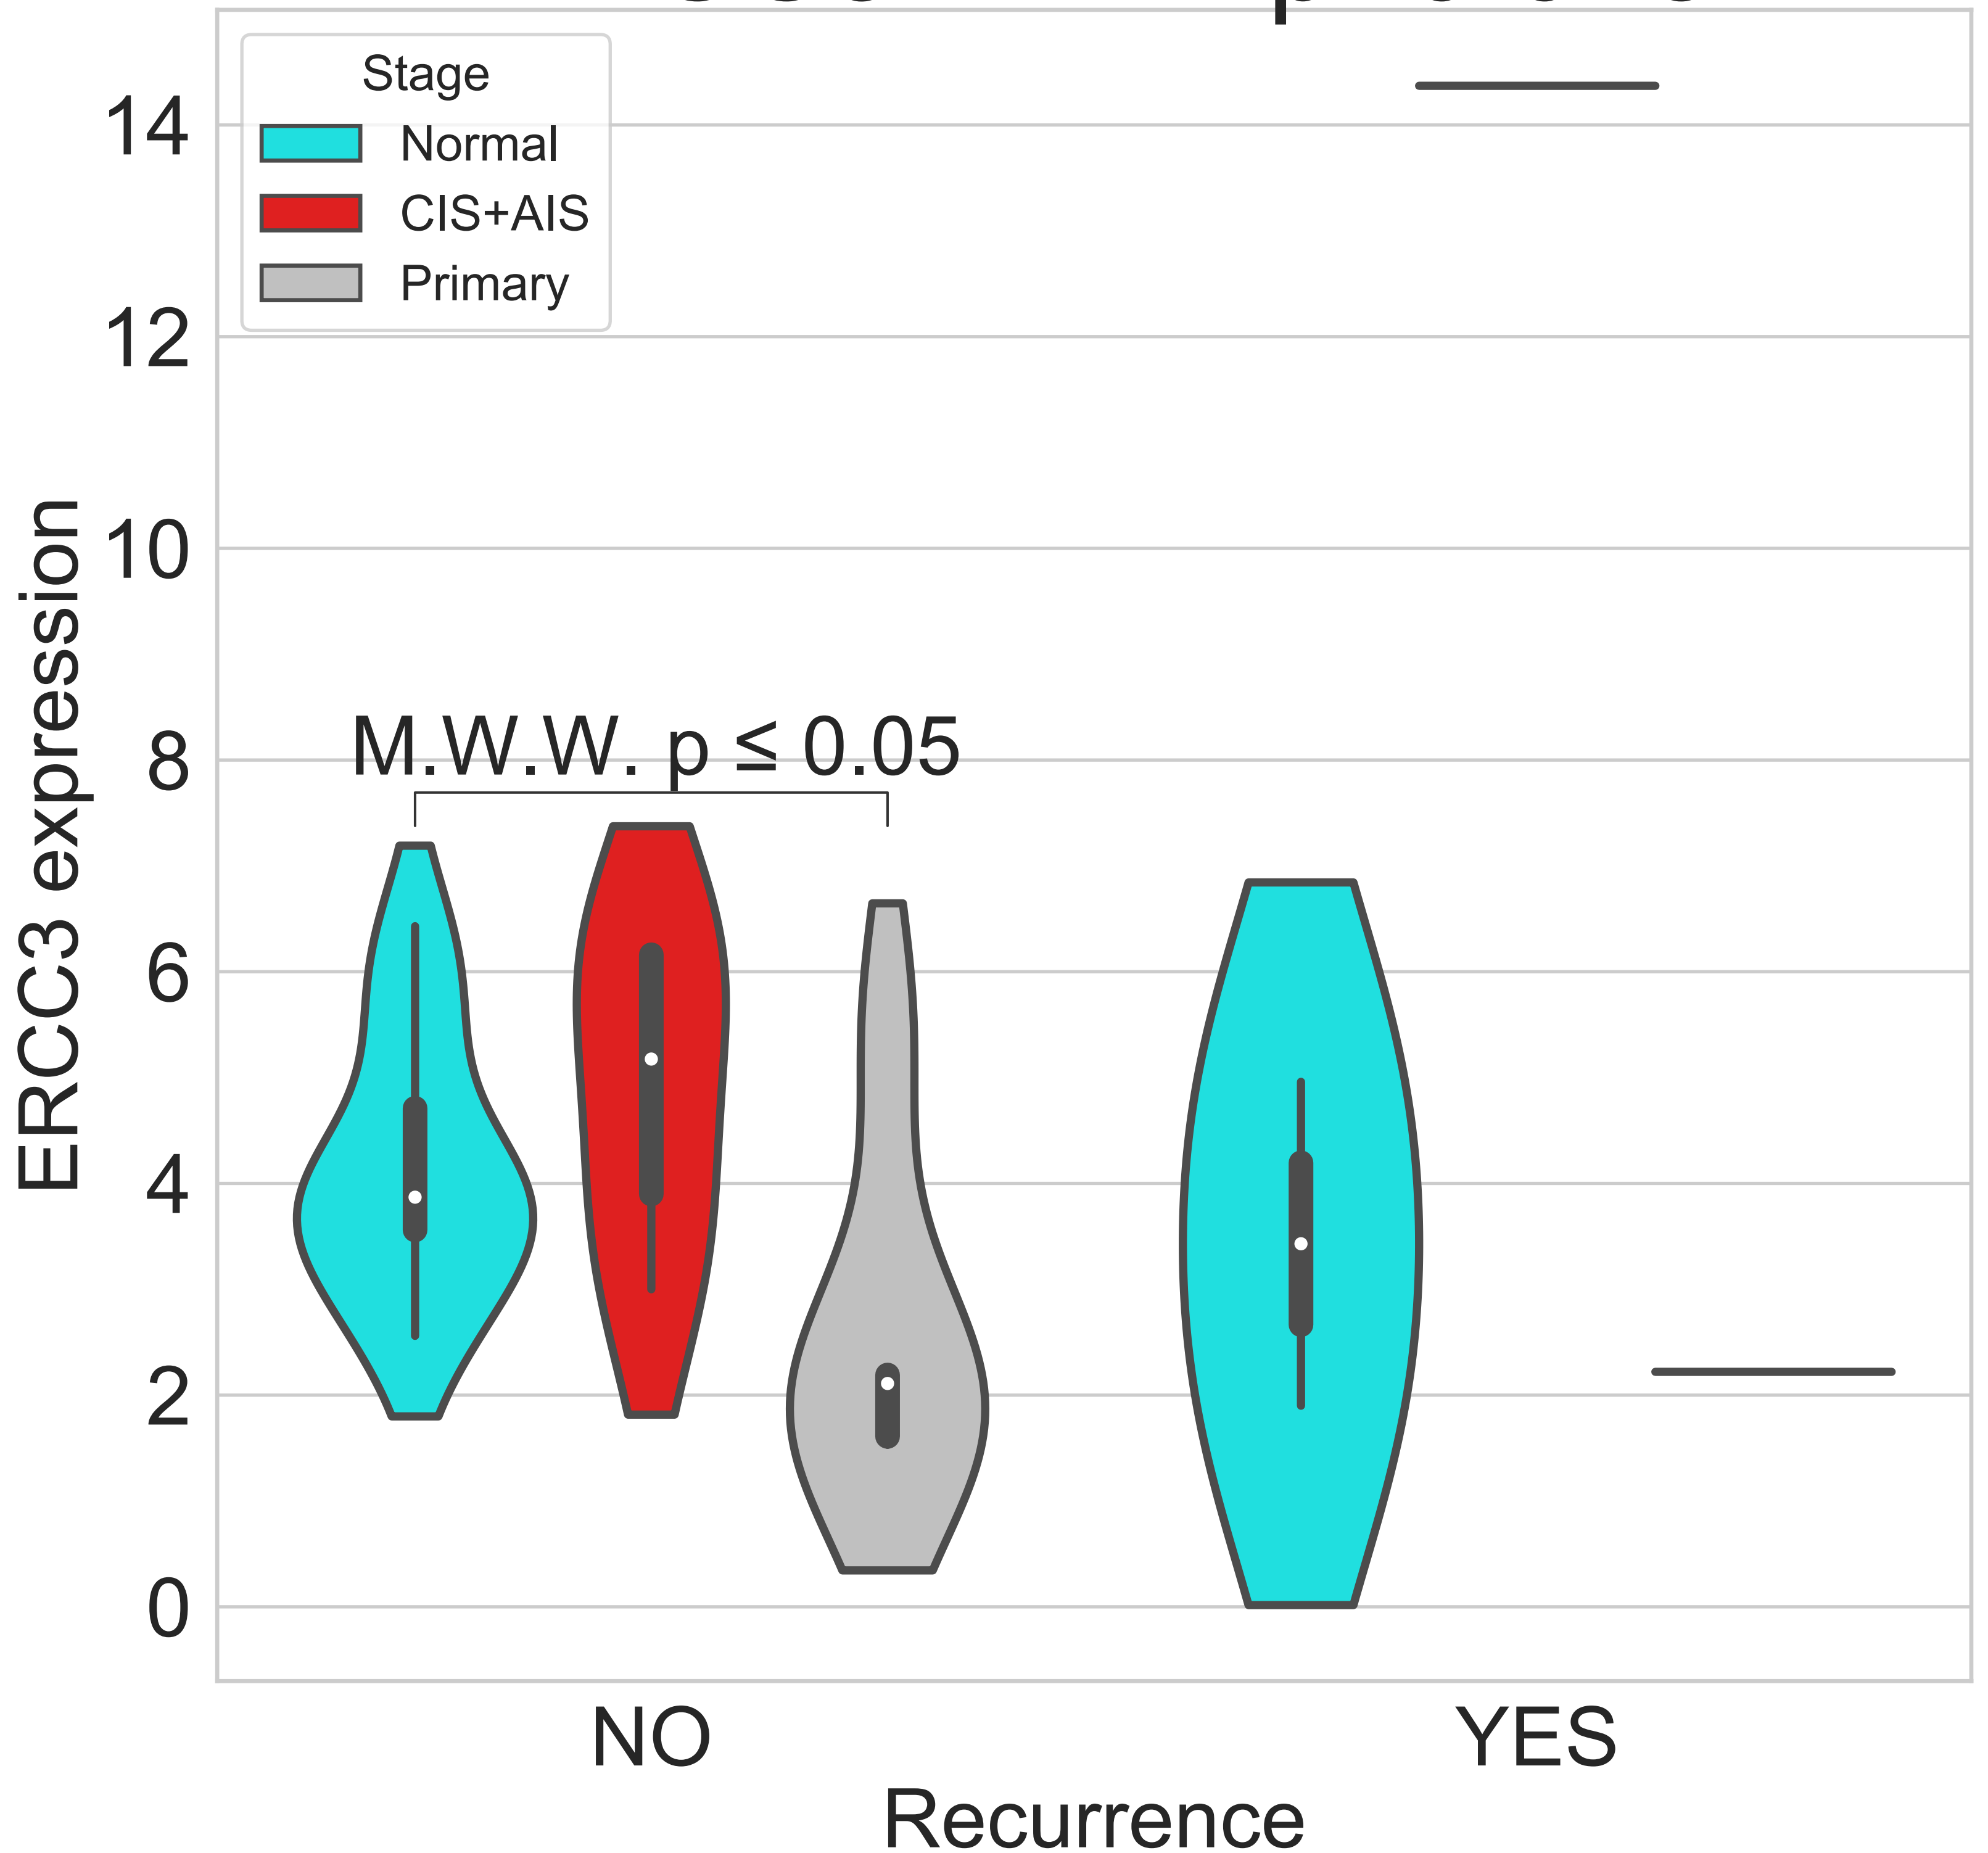 Stage
Normal
CIS+AIS
Primary
14
12
10
8
6
4
2
0
ERCC3 expression
M.W.W. p ≤ 0.05
NO
YES
Recurrence